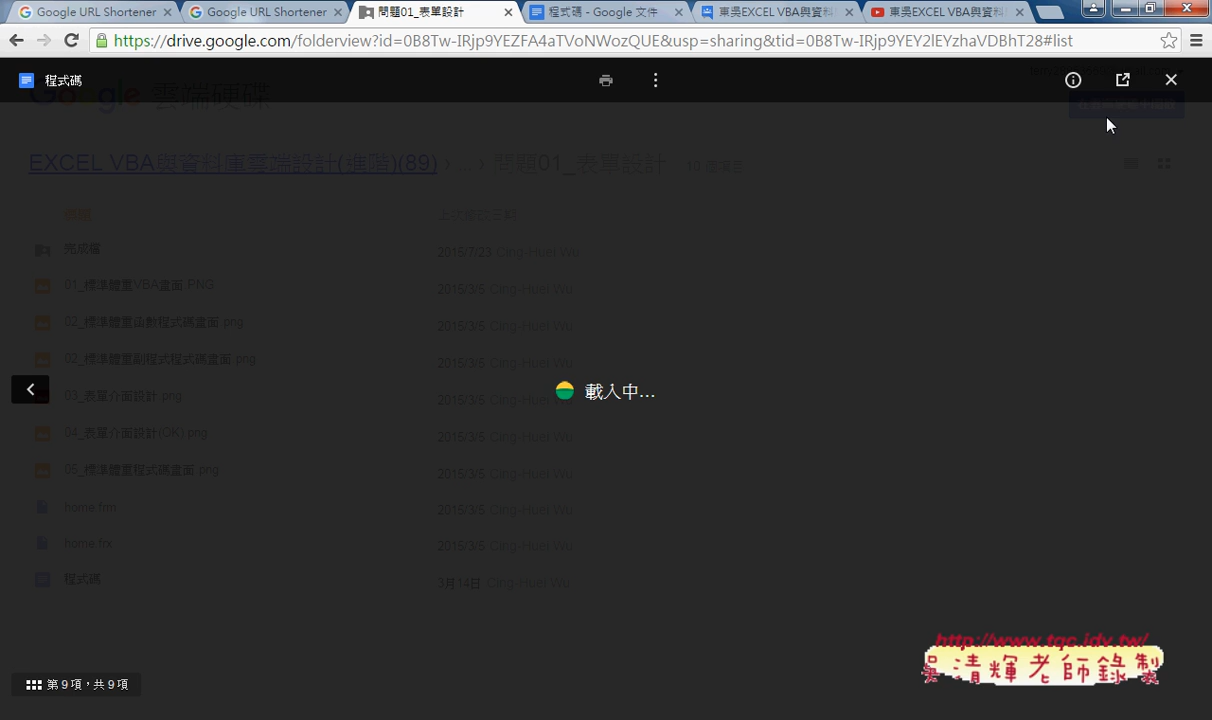 Google URL Shortener
Google URL Shortener
問題01_表單設計
程式碼 - Google 文件
東吳EXCEL VBA與資料
東吳EXCEL VBA與資料
https://drive.google.com/folderview?id=0B8Tw-IRjp9YEZFA4aTVoNWozQUE&usp=sharing&tid=0B8Tw-IRjp9YEY2lEYzhaVDBhT28#list
程式碼
雲端硬碟
EXCEL VBA與資料庫雲端設計(進階)(89) › ... › 問題01_表單設計
標題
上次修改日期
完成檔
2015/7/23 Cing-Huei Wu
01_標準體重VBA畫面.PNG
2015/3/5 Cing-Huei Wu
02_標準體重函數程式碼畫面.png
2015/3/5 Cing-Huei Wu
02_標準體重副程式程式碼畫面.png
2015/3/5 Cing-Huei Wu
03_表單介面設計.png
2015/3/5 Cing-Huei Wu
04_表單介面設計(OK).png
2015/3/5 Cing-Huei Wu
05_標準體重程式碼畫面.png
2015/3/5 Cing-Huei Wu
home.frm
2015/3/5 Cing-Huei Wu
home.frx
2015/3/5 Cing-Huei Wu
程式碼
3月14日 Cing-Huei Wu
載入中...
第 9 項，共 9 項
http://www.tqc.idv.tw/
吳清輝老師錄製